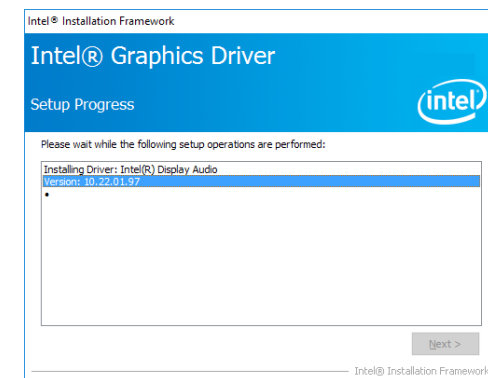 Intel® Installation Framework
Intel® Graphics Driver
Setup Progress
intel
Please wait while the following setup operations are performed:
Installing Driver: Intel(R) Display Audio
Version: 10.22.01.97
•
Next >
Intel® Installation Framework